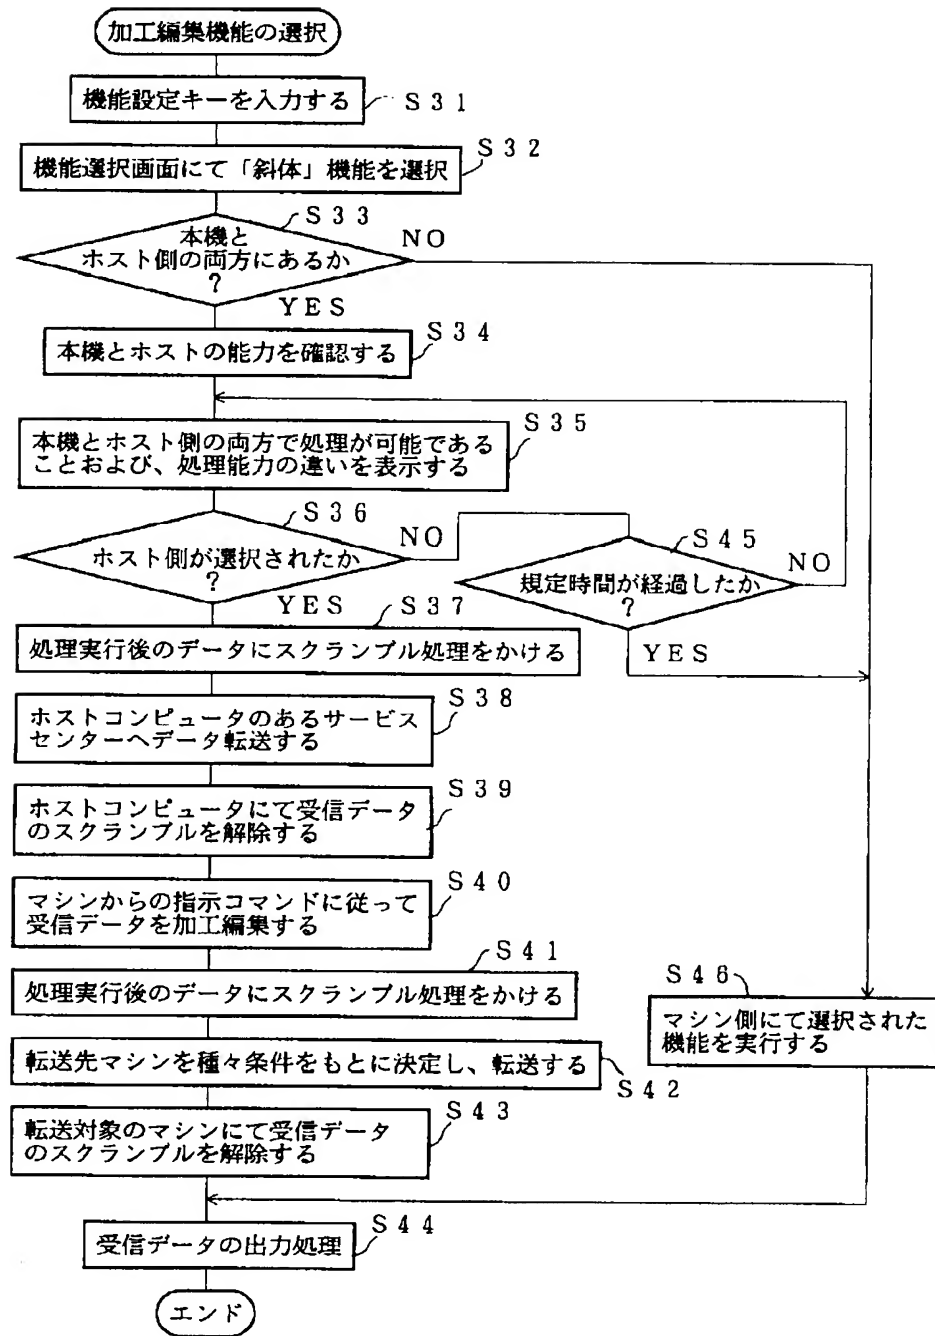 加工編集機能の選択
機能設定キーを入力する
S31
機能選択画面にて「斜体」機能を選択
S32
S33
本機と
ホスト側の両方にあるか
?
NO
YES
本機とホストの能力を確認する
S34
本機とホスト側の両方で処理が可能である
ことおよび、処理能力の違いを表示する
S35
S36
ホスト側が選択されたか
?
NO
YES
S45
規定時間が経過したか
?
NO
YES
S37
処理実行後のデータにスクランブル処理をかける
S38
ホストコンピュータのあるサービス
センターへデータ転送する
S39
ホストコンピュータにて受信データ
のスクランブルを解除する
S40
マシンからの指示コマンドに従って
受信データを加工編集する
S41
処理実行後のデータにスクランブル処理をかける
S46
マシン側にて選択された
機能を実行する
転送先マシンを種々条件をもとに決定し、転送する
S42
S43
転送対象のマシンにて受信データ
のスクランブルを解除する
S44
受信データの出力処理
エンド